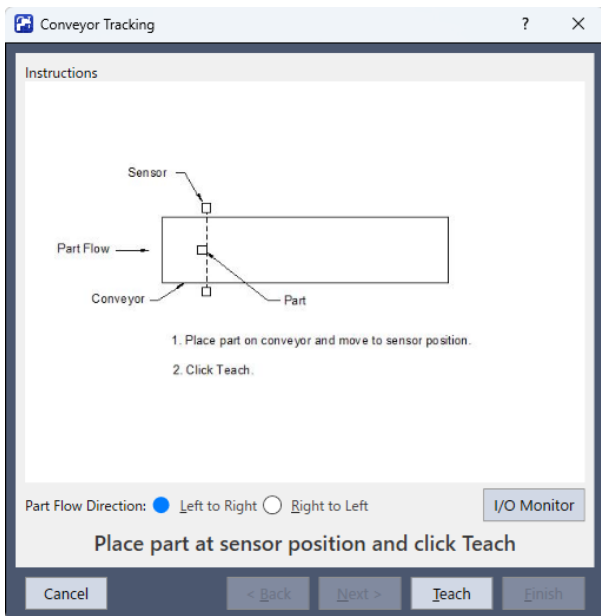 Conveyor Tracking
?
Instructions
Sensor
Part Flow
Conveyor
Part
1. Place part on conveyor and move to sensor position.
2. Click Teach.
Part Flow Direction: Left to Right Right to Left I/O Monitor
Place part at sensor position and click Teach
Cancel < Back Next > Teach Finish